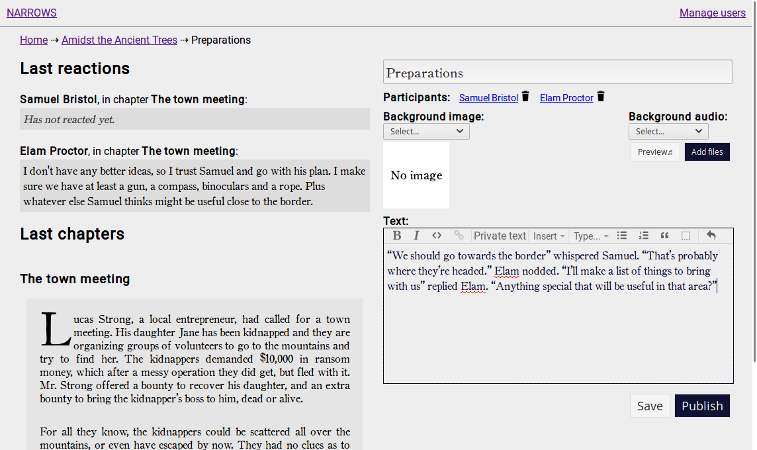 NARROWS
Manage users
Home ⇢ Amidst the Ancient Trees ⇢ Preparations
Last reactions
Samuel Bristol, in chapter The town meeting:
Has not reacted yet.
Elam Proctor, in chapter The town meeting:
I don't have any better ideas, so I trust Samuel and go with his plan. I make
sure we have at least a gun, a compass, binoculars and a rope. Plus
whatever else Samuel thinks might be useful close to the border.
Last chapters
The town meeting
Lucas Strong, a local entrepreneur, had called for a town
meeting. His daughter Jane has been kidnapped and they are
organizing groups of volunteers to go to the mountains and
try to find her. The kidnappers demanded $10,000 in ransom
money, which after a messy operation they did get, but fled with it.
Mr. Strong offered a bounty to recover his daughter, and an extra
bounty to bring the kidnapper's boss to him, dead or alive.
For all they know, the kidnappers could be scattered all over the
mountains, or even have escaped by now. They had no clues as to
Preparations
Participants: Samuel Bristol Elam Proctor
Background image:
Select...
No image
Background audio:
Select...
Preview♫ Add files
Text:
B I <> Private text Insert Type...
“We should go towards the border” whispered Samuel. “That's probably
where they're headed.” Elam nodded. “I'll make a list of things to bring
with us” replied Elam. “Anything special that will be useful in that area?”
Save Publish